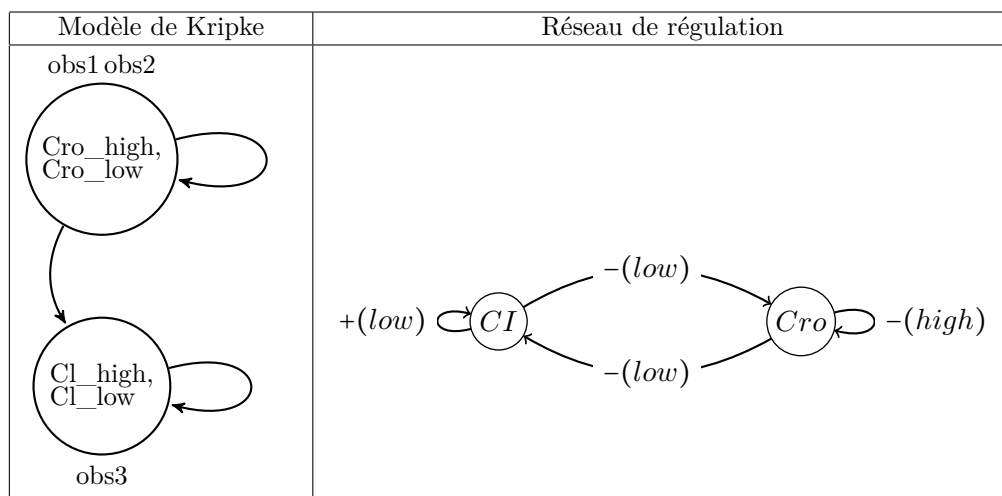 Modèle de Kripke
Réseau de régulation
obs1 obs2
Cro_high,
Cro_low
Cl_high,
Cl_low
obs3
-(low)
+(low)
CI
Cro
-(high)
-(low)